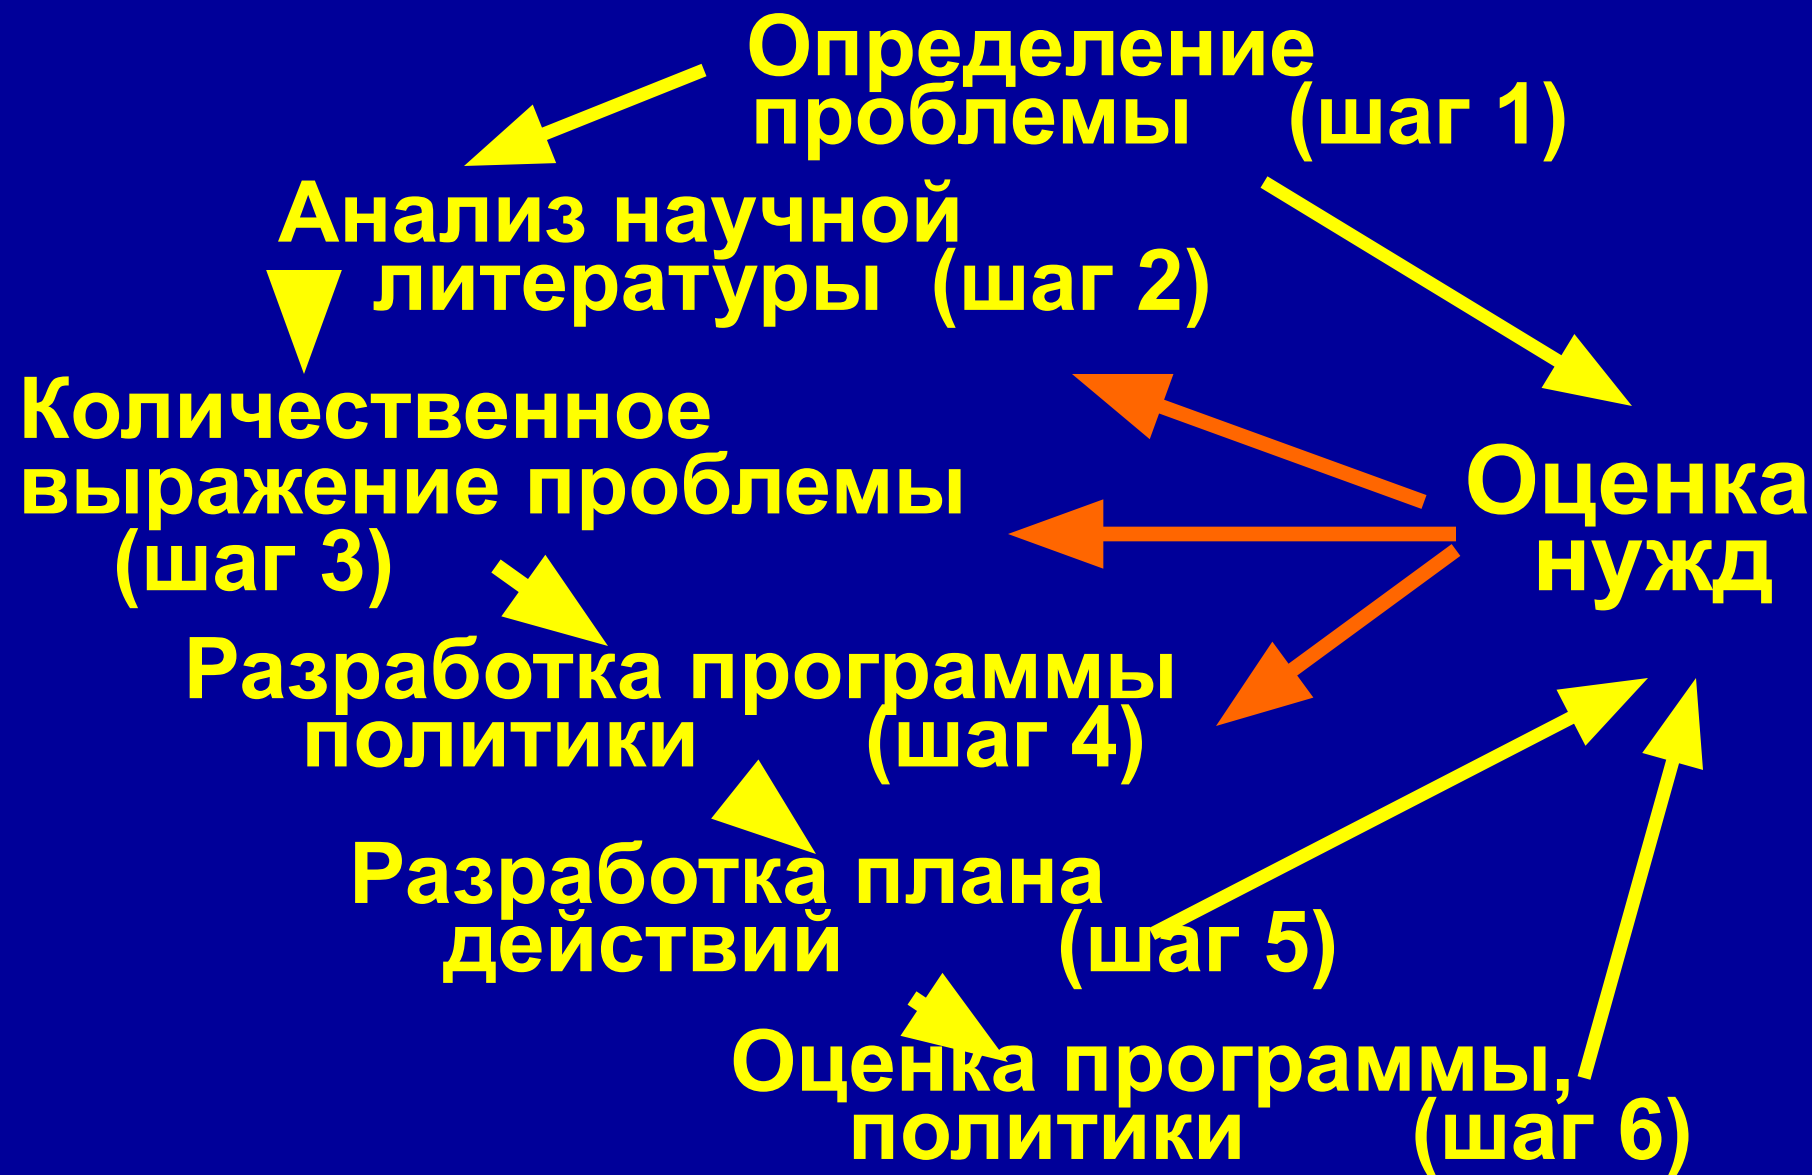 Определение
проблемы (шаг 1)
Анализ научной
литературы (шаг 2)
Количественное
выражение проблемы
(шаг 3)
Оценка
нужд
Разработка программы
политики (шаг 4)
Разработка плана
действий (шаг 5)
Оценка программы,
политики (шаг 6)